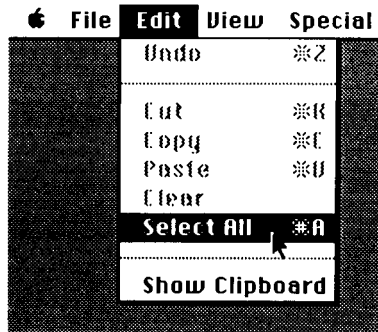 File Edit View Special
Undo ⌘Z
Cut ⌘X
Copy ⌘C
Paste ⌘V
Clear
Select All ⌘A
Show Clipboard